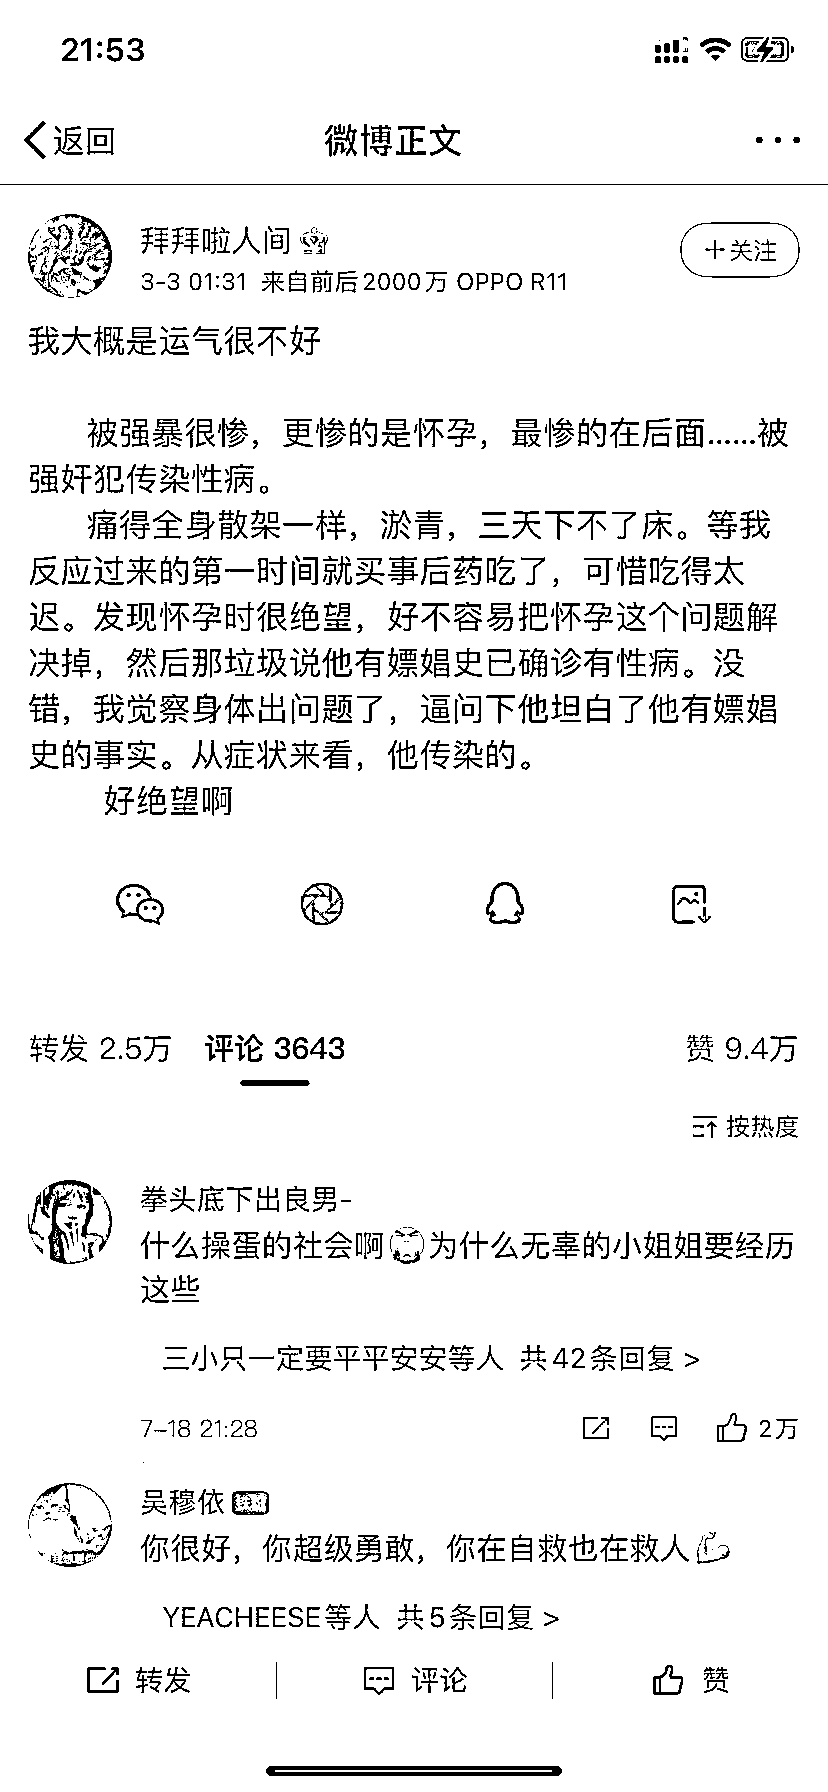 21:53
返回
微博正文
拜拜啦人间
3-3 01:31 来自前后2000万 OPPO R11
+关注
我大概是运气很不好
被强暴很惨，更惨的是怀孕，最惨的在后面……被
强奸犯传染性病。
痛得全身散架一样，淤青，三天下不了床。等我
反应过来的第一时间就买事后药吃了，可惜吃得太
迟。发现怀孕时很绝望，好不容易把怀孕这个问题解
决掉，然后那垃圾说他有嫖娼史已确诊有性病。没
错，我觉察身体出问题了，逼问下他坦白了他有嫖娼
史的事实。从症状来看，他传染的。
好绝望啊
转发 2.5万 评论 3643 赞 9.4万
按热度
拳头底下出良男-
什么操蛋的社会啊为什么无辜的小姐姐要经历
这些
三小只一定要平平安安等人 共42条回复 >
7-18 21:28
2万
吴穆依
你很好，你超级勇敢，你在自救也在救人
YEACHEESE等人 共5条回复 >
转发 评论 赞